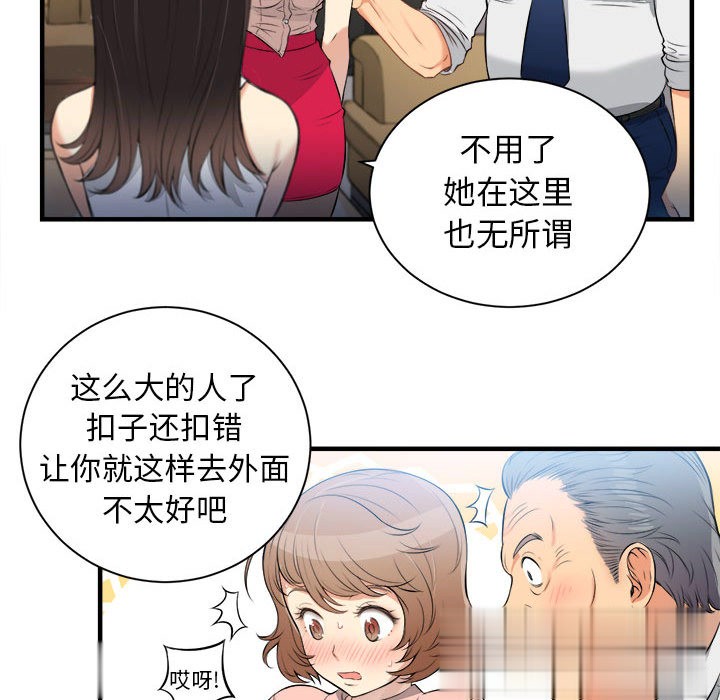 不用了
她在这里
也无所谓
这么大的人了
扣子还扣错
让你就这样去外面
不太好吧
哎呀!